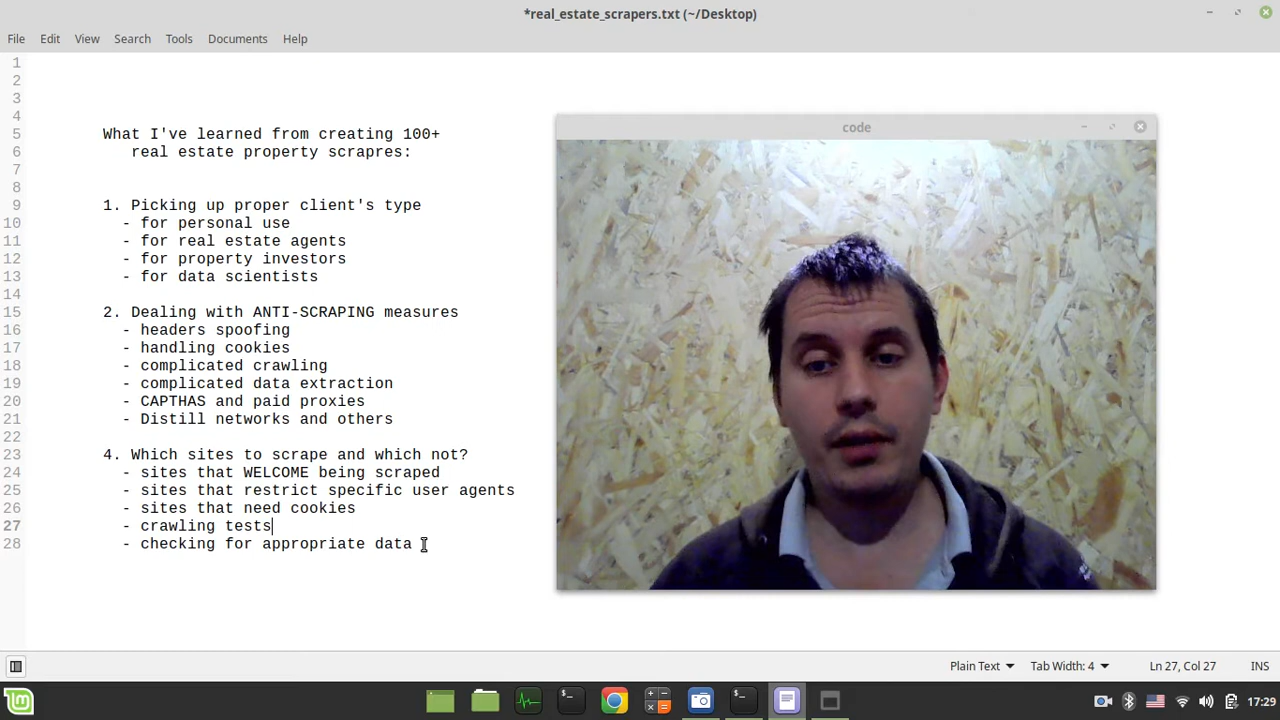 *real_estate_scrapers.txt (~/Desktop)
File Edit View Search Tools Documents Help
1
2
3
4
5 What I've learned from creating 100+
6 real estate property scrapres:
7
8
9 1. Picking up proper client's type
10 - for personal use
11 - for real estate agents
12 - for property investors
13 - for data scientists
14
15 2. Dealing with ANTI-SCRAPING measures
16 - headers spoofing
17 - handling cookies
18 - complicated crawling
19 - complicated data extraction
20 - CAPTHAS and paid proxies
21 - Distill networks and others
22
23 4. Which sites to scrape and which not?
24 - sites that WELCOME being scraped
25 - sites that restrict specific user agents
26 - sites that need cookies
27 - crawling tests
28 - checking for appropriate data
code
Plain Text Tab Width: 4 Ln 27, Col 27 INS
17:29